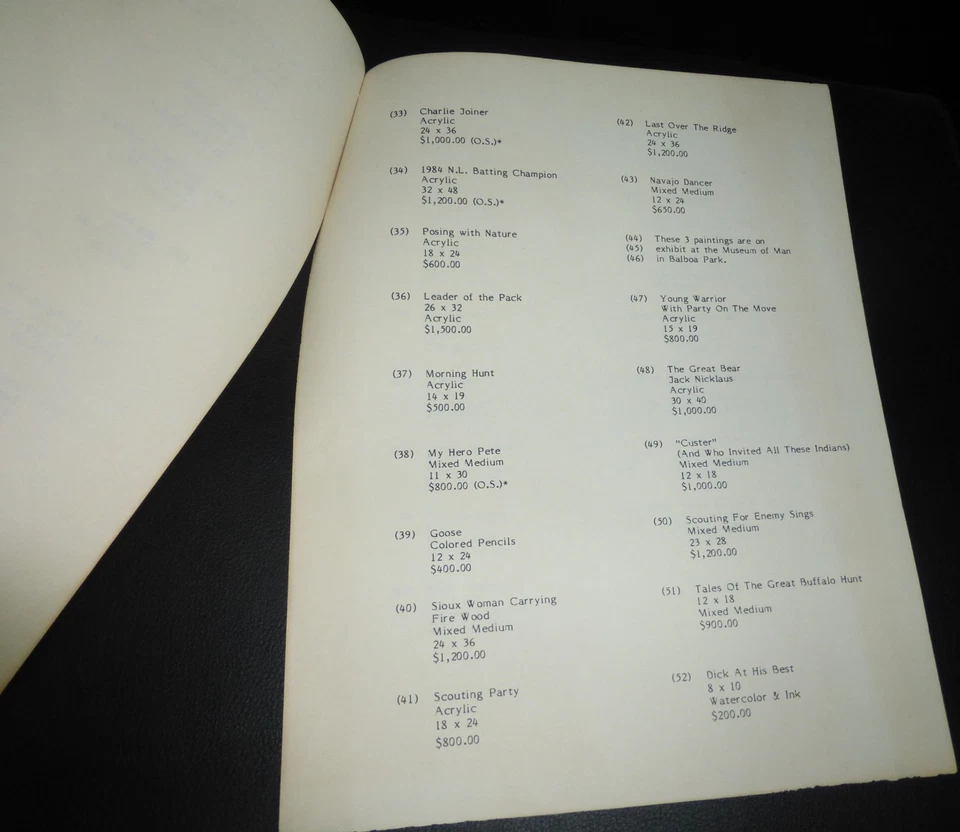 (33) Charlie Joiner
Acrylic
24 x 36
$1,000.00 (O.S.)*
(34) 1984 N.L. Batting Champion
Acrylic
32 x 48
$1,200.00 (O.S.)*
(35) Posing with Nature
Acrylic
18 x 24
$600.00
(36) Leader of the Pack
26 x 32
Acrylic
$1,500.00
(37) Morning Hunt
Acrylic
14 x 19
$500.00
(38) My Hero Pete
Mixed Medium
11 x 30
$800.00 (O.S.)*
(39) Goose
Colored Pencils
12 x 24
$400.00
(40) Sioux Woman Carrying
Fire Wood
Mixed Medium
24 x 36
$1,200.00
(41) Scouting Party
Acrylic
18 x 24
$800.00
(42) Last Over The Ridge
Acrylic
24 x 36
$1,200.00
(43) Navajo Dancer
Mixed Medium
12 x 24
$650.00
(44) These 3 paintings are on
(45) exhibit at the Museum of Man
(46) in Balboa Park.
(47) Young Warrior
With Party On The Move
Acrylic
15 x 19
$800.00
(48) The Great Bear
Jack Nicklaus
Acrylic
30 x 40
$1,000.00
(49) "Custer"
(And Who Invited All These Indians)
Mixed Medium
12 x 18
$1,000.00
(50) Scouting For Enemy Sings
Mixed Medium
23 x 28
$1,200.00
(51) Tales Of The Great Buffalo Hunt
12 x 18
Mixed Medium
$900.00
(52) Dick At His Best
8 x 10
Watercolor & Ink
$200.00